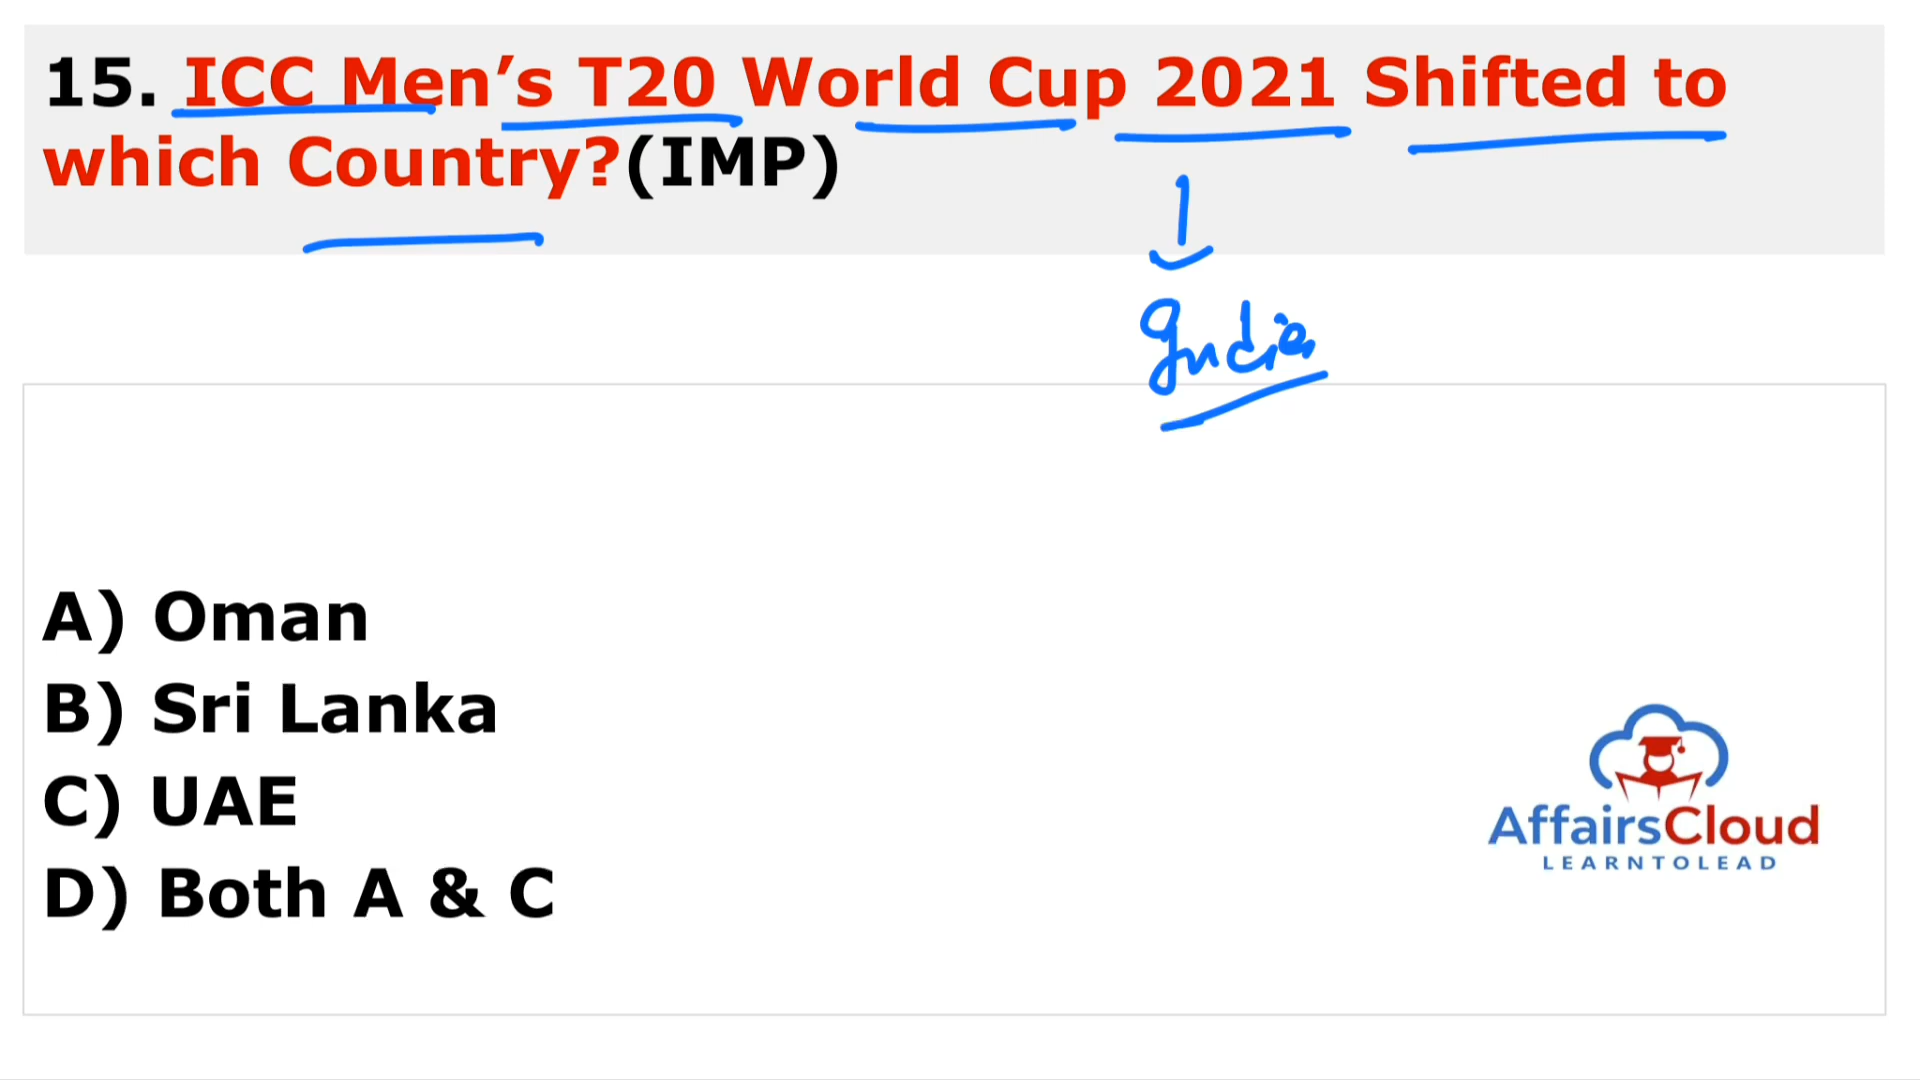 15. ICC Men’s T20 World Cup 2021 Shifted to
which Country?(IMP)
India
A) Oman
B) Sri Lanka
C) UAE
D) Both A & C
AffairsCloud
LEARNTOLEAD